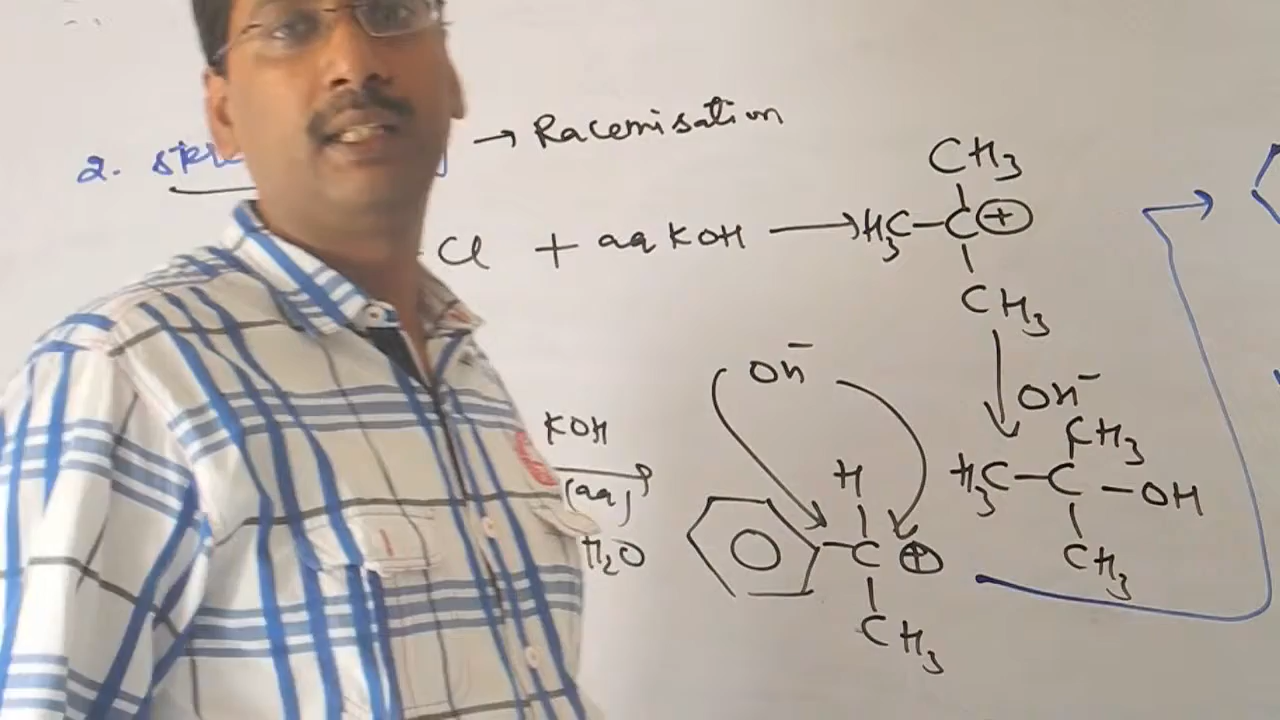 2. → Racemisation
CH3
Cl + aq KOH → H3C-C⊕
CH3
OH⁻
OH⁻
KOH
CH3
H
H3C-C-OH
(aq)
H2O
C⊕
CH3
CH3